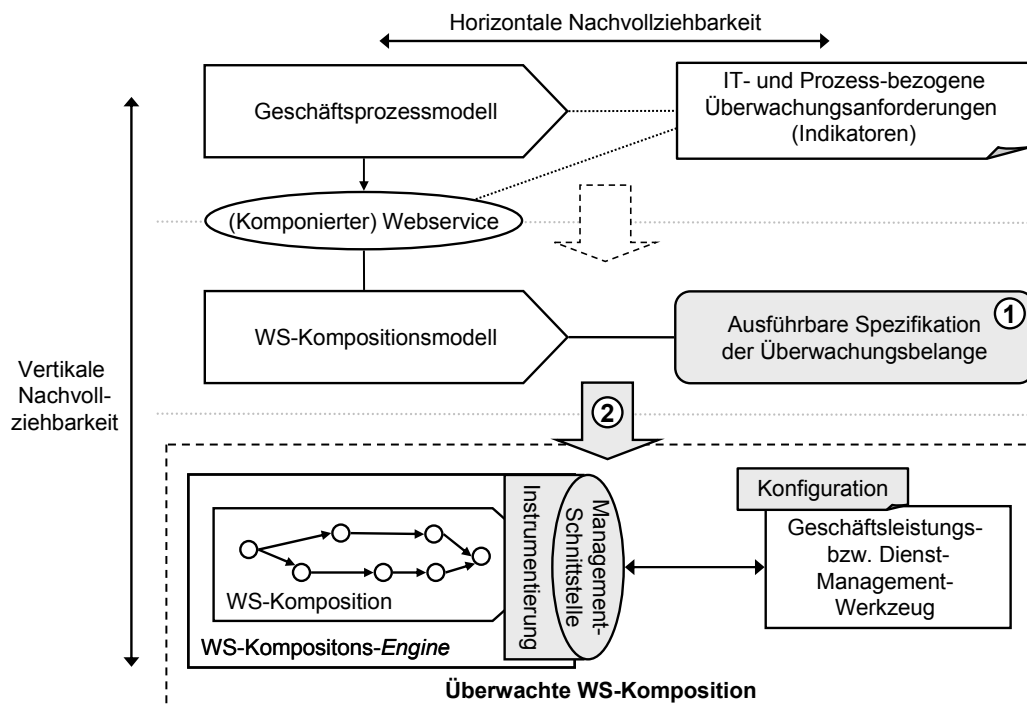 Horizontale Nachvollziehbarkeit
Geschäftsprozessmodell
IT- und Prozess-bezogene
Überwachungsanforderungen
(Indikatoren)
(Komponierter) Webservice
WS-Kompositionsmodell
1
Ausführbare Spezifikation
der Überwachungsbelange
Vertikale
Nachvoll-
ziehbarkeit
2
WS-Komposition
WS-Kompositons-Engine
Instrumentierung
Management-
Schnittstelle
Konfiguration
Geschäftsleistungs-
bzw. Dienst-
Management-
Werkzeug
Überwachte WS-Komposition